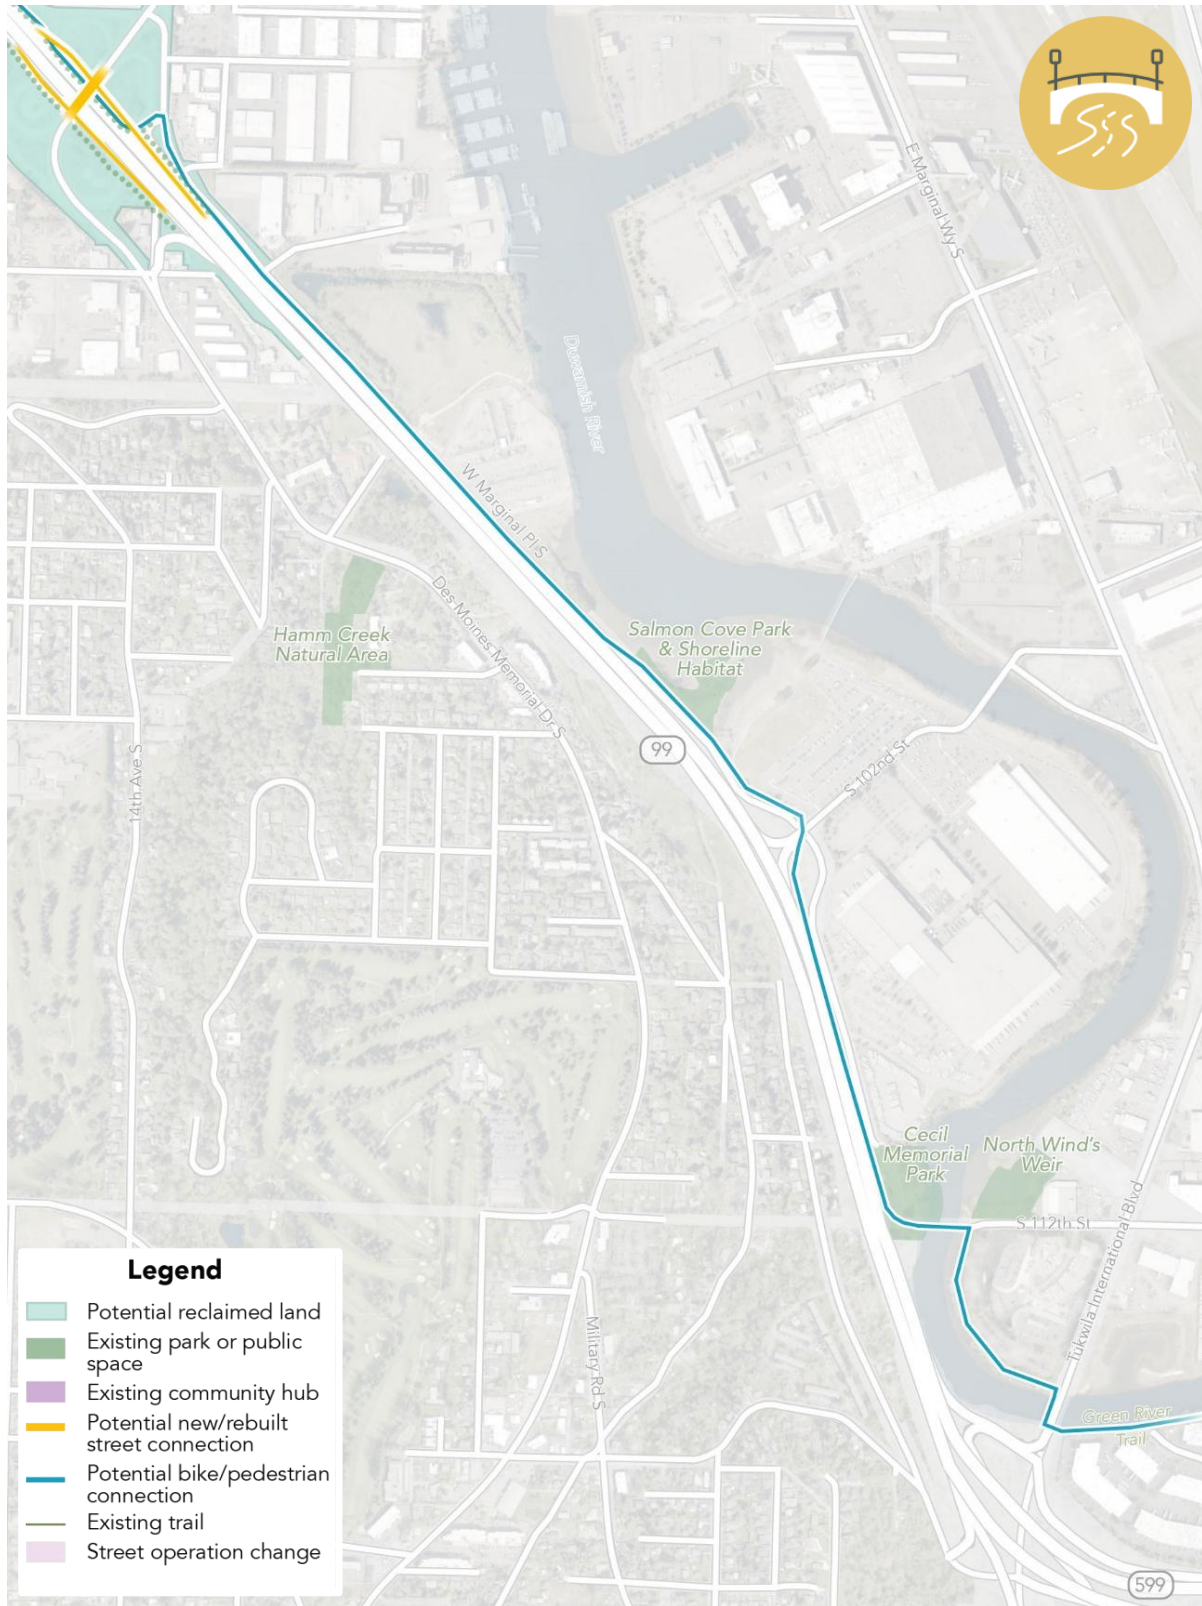 E Marginal Wy S
Duwamish River
W Marginal Pl S
Des Moines Memorial Dr S
Hamm Creek
Natural Area
Salmon Cove Park
& Shoreline
Habitat
99
14th Ave S
S 102nd St
Cecil
Memorial
Park
North Wind's
Weir
S 112th St
Tukwila International Blvd
Military Rd S
Green River
Trail
599
Legend
Potential reclaimed land
Existing park or public
space
Existing community hub
Potential new/rebuilt
street connection
Potential bike/pedestrian
connection
Existing trail
Street operation change